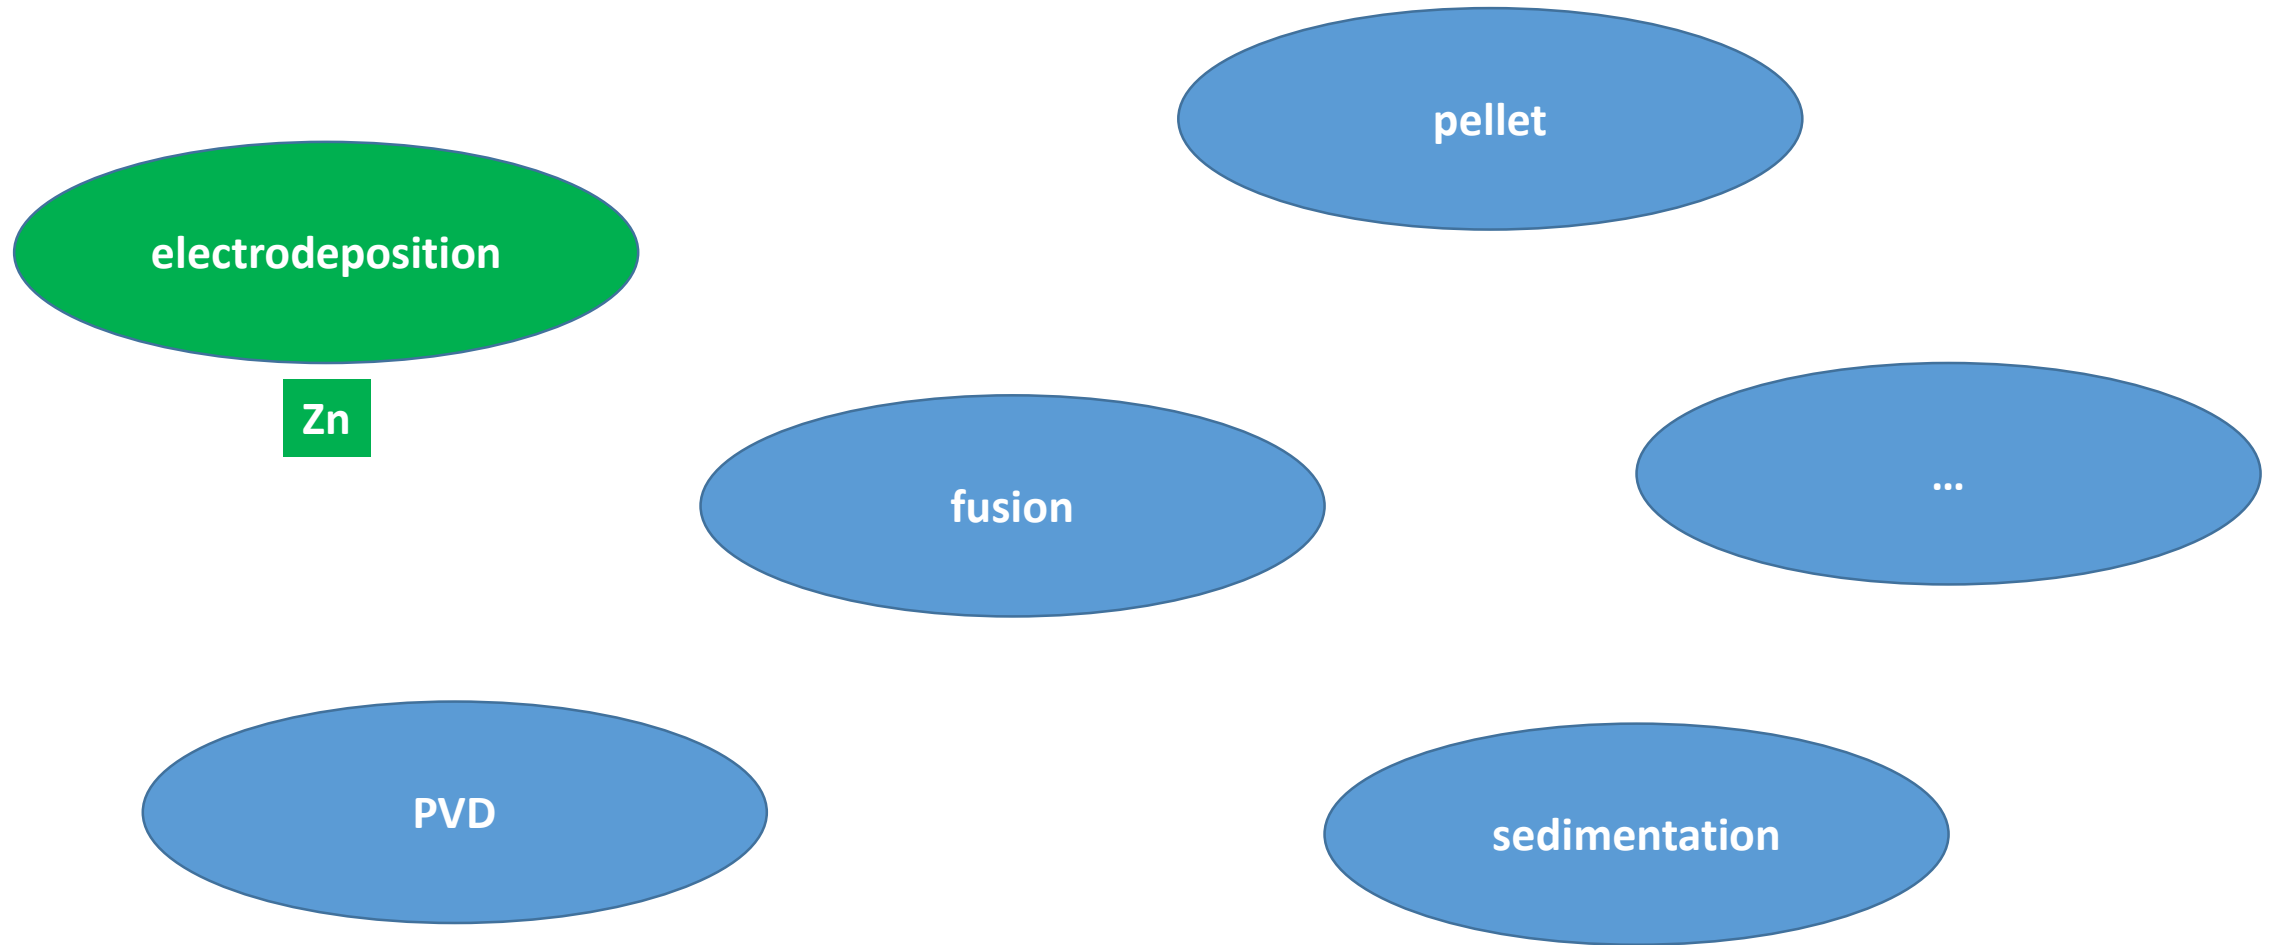 pellet
electrodeposition
Zn
fusion
...
PVD
sedimentation